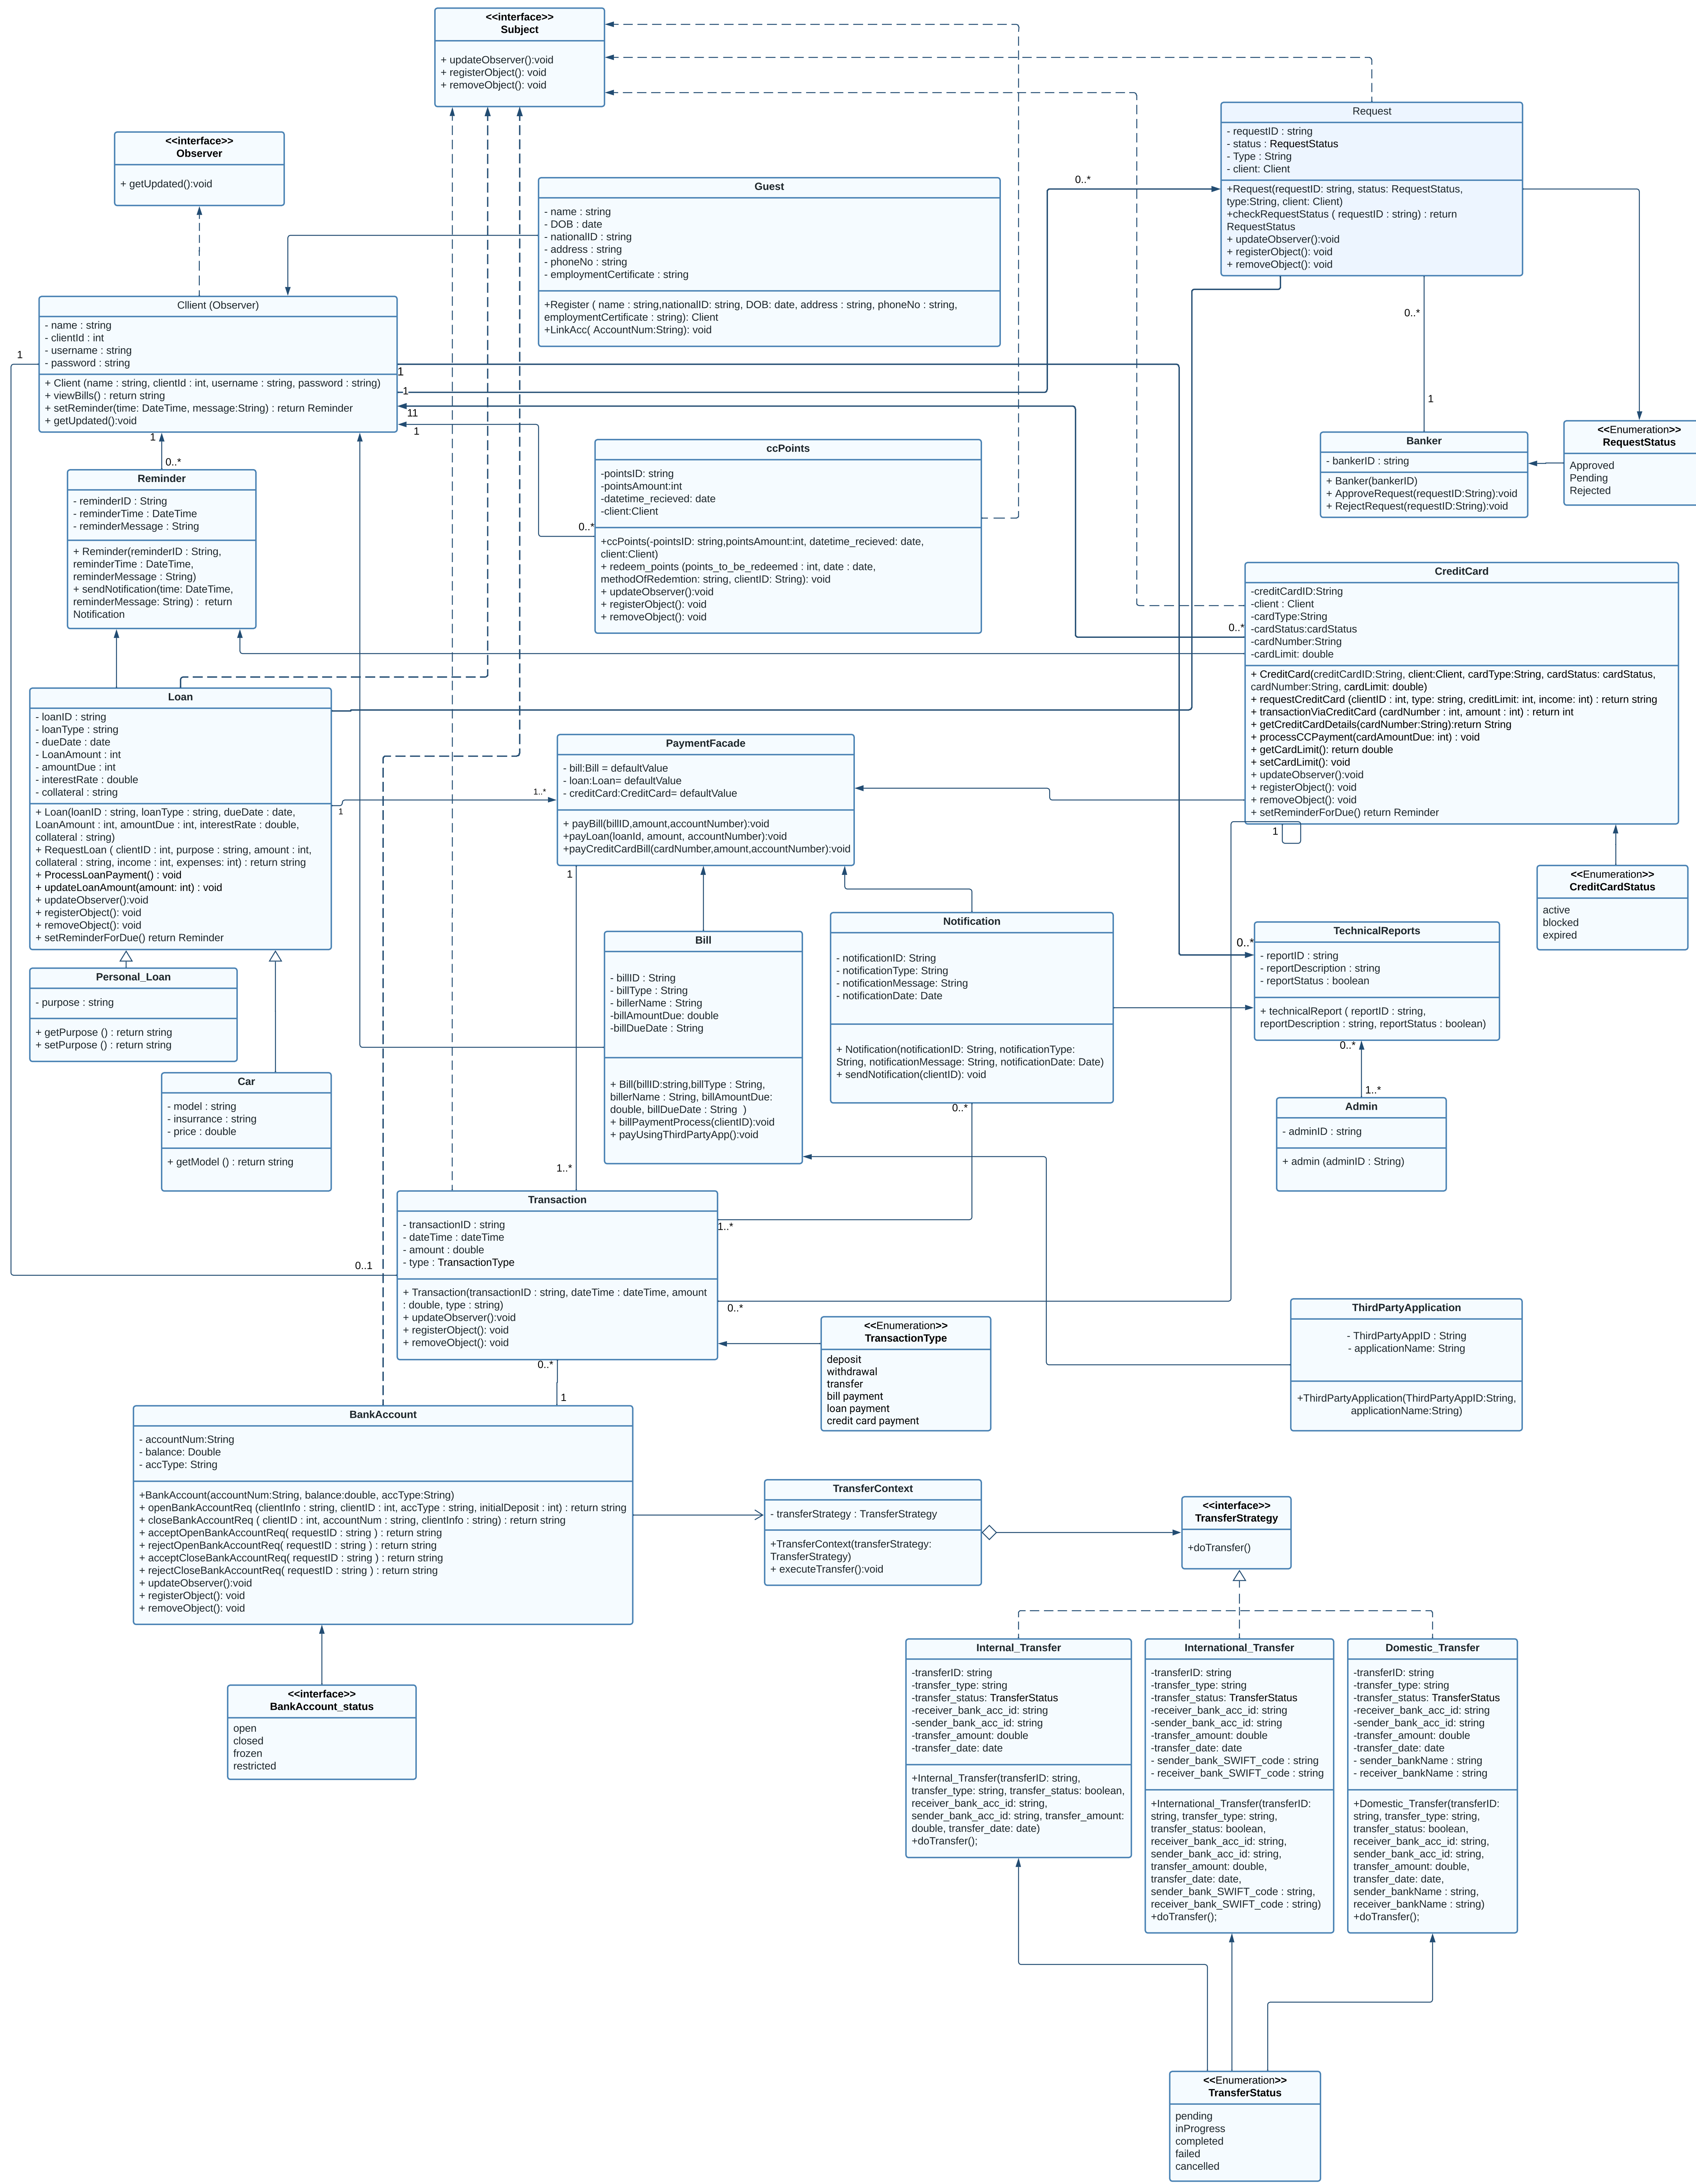 <<interface>>
Subject
+ updateObserver():void
+ registerObject(): void
+ removeObject(): void
<<interface>>
Observer
+ getUpdated():void
Guest
- name : string
- DOB : date
- nationalID : string
- address : string
- phoneNo : string
- employmentCertificate : string
+Register ( name : string,nationalID: string, DOB: date, address : string, phoneNo : string,
employmentCertificate : string): Client
+LinkAcc( AccountNum:String): void
Request
- requestID : string
- status : RequestStatus
- Type : String
- client: Client
+Request(requestID: string, status: RequestStatus,
type:String, client: Client)
+checkRequestStatus ( requestID : string) : return
RequestStatus
+ updateObserver():void
+ registerObject(): void
+ removeObject(): void
0..*
Cllient (Observer)
- name : string
- clientId : int
- username : string
- password : string
+ Client (name : string, clientId : int, username : string, password : string)
+ viewBills() : return string
+ setReminder(time: DateTime, message:String) : return Reminder
+ getUpdated():void
1
1
1
11
1
1
0..*
0..*
1
Banker
- bankerID : string
+ Banker(bankerID)
+ ApproveRequest(requestID:String):void
+ RejectRequest(requestID:String):void
<<Enumeration>>
RequestStatus
Approved
Pending
Rejected
Reminder
- reminderID : String
- reminderTime : DateTime
- reminderMessage : String
+ Reminder(reminderID : String,
reminderTime : DateTime,
reminderMessage : String)
+ sendNotification(time: DateTime,
reminderMessage: String) :  return
Notification
ccPoints
-pointsID: string
-pointsAmount:int
-datetime_recieved: date
-client:Client
0..*
+ccPoints(-pointsID: string,pointsAmount:int, datetime_recieved: date,
client:Client)
+ redeem_points (points_to_be_redeemed : int, date : date,
methodOfRedemtion: string, clientID: String): void
+ updateObserver():void
+ registerObject(): void
+ removeObject(): void
CreditCard
-creditCardID:String
-client : Client
-cardType:String
-cardStatus:cardStatus
-cardNumber:String
-cardLimit: double
0..*
+ CreditCard(creditCardID:String, client:Client, cardType:String, cardStatus: cardStatus,
cardNumber:String, cardLimit: double)
+ requestCreditCard (clientID : int, type: string, creditLimit: int, income: int) : return string
+ transactionViaCreditCard (cardNumber : int, amount : int) : return int
+ getCreditCardDetails(cardNumber:String):return String
+ processCCPayment(cardAmountDue: int) : void
+ getCardLimit(): return double
+ setCardLimit(): void
+ updateObserver():void
+ registerObject(): void
+ removeObject(): void
+ setReminderForDue() return Reminder
1
Loan
- loanID : string
- loanType : string
- dueDate : date
- LoanAmount : int
- amountDue : int
- interestRate : double
- collateral : string
+ Loan(loanID : string, loanType : string, dueDate : date,
LoanAmount : int, amountDue : int, interestRate : double,
collateral : string)
+ RequestLoan ( clientID : int, purpose : string, amount : int,
collateral : string, income : int, expenses: int) : return string
+ ProcessLoanPayment() : void
+ updateLoanAmount(amount: int) : void
+ updateObserver():void
+ registerObject(): void
+ removeObject(): void
+ setReminderForDue() return Reminder
1
1..*
PaymentFacade
- bill:Bill = defaultValue
- loan:Loan= defaultValue
- creditCard:CreditCard= defaultValue
+ payBill(billID,amount,accountNumber):void
+payLoan(loanId, amount, accountNumber):void
+payCreditCardBill(cardNumber,amount,accountNumber):void
1
<<Enumeration>>
CreditCardStatus
active
blocked
expired
Personal_Loan
- purpose : string
+ getPurpose () : return string
+ setPurpose () : return string
Car
- model : string
- insurrance : string
- price : double
+ getModel () : return string
Bill
- billID : String
- billType : String
- billerName : String
-billAmountDue: double
-billDueDate : String
+ Bill(billID:string,billType : String,
billerName : String, billAmountDue:
double, billDueDate : String  )
+ billPaymentProcess(clientID):void
+ payUsingThirdPartyApp():void
Notification
- notificationID: String
- notificationType: String
- notificationMessage: String
- notificationDate: Date
+ Notification(notificationID: String, notificationType:
String, notificationMessage: String, notificationDate: Date)
+ sendNotification(clientID): void
0..*
0..*
TechnicalReports
- reportID : string
- reportDescription : string
- reportStatus : boolean
+ technicalReport ( reportID : string,
reportDescription : string, reportStatus : boolean)
0..*
1..*
Admin
- adminID : string
+ admin (adminID : String)
1..*
Transaction
- transactionID : string
- dateTime : dateTime
- amount : double
- type : TransactionType
+ Transaction(transactionID : string, dateTime : dateTime, amount
: double, type : string)
+ updateObserver():void
+ registerObject(): void
+ removeObject(): void
1..*
0..1
0..*
0..*
1
<<Enumeration>>
TransactionType
deposit
withdrawal
transfer
bill payment
loan payment
credit card payment
ThirdPartyApplication
- ThirdPartyAppID : String
- applicationName: String
+ThirdPartyApplication(ThirdPartyAppID:String,
applicationName:String)
BankAccount
- accountNum:String
- balance: Double
- accType: String
+BankAccount(accountNum:String, balance:double, accType:String)
+ openBankAccountReq (clientInfo : string, clientID : int, accType : string, initialDeposit : int) : return string
+ closeBankAccountReq ( clientID : int, accountNum : string, clientInfo : string) : return string
+ acceptOpenBankAccountReq( requestID : string ) : return string
+ rejectOpenBankAccountReq( requestID : string ) : return string
+ acceptCloseBankAccountReq( requestID : string ) : return string
+ rejectCloseBankAccountReq( requestID : string ) : return string
+ updateObserver():void
+ registerObject(): void
+ removeObject(): void
TransferContext
- transferStrategy : TransferStrategy
+TransferContext(transferStrategy:
TransferStrategy)
+ executeTransfer():void
<<interface>>
TransferStrategy
+doTransfer()
<<interface>>
BankAccount_status
open
closed
frozen
restricted
Internal_Transfer
-transferID: string
-transfer_type: string
-transfer_status: TransferStatus
-receiver_bank_acc_id: string
-sender_bank_acc_id: string
-transfer_amount: double
-transfer_date: date
+Internal_Transfer(transferID: string,
transfer_type: string, transfer_status: boolean,
receiver_bank_acc_id: string,
sender_bank_acc_id: string, transfer_amount:
double, transfer_date: date)
+doTransfer();
International_Transfer
-transferID: string
-transfer_type: string
-transfer_status: TransferStatus
-receiver_bank_acc_id: string
-sender_bank_acc_id: string
-transfer_amount: double
-transfer_date: date
- sender_bank_SWIFT_code : string
- receiver_bank_SWIFT_code : string
+International_Transfer(transferID:
string, transfer_type: string,
transfer_status: boolean,
receiver_bank_acc_id: string,
sender_bank_acc_id: string,
transfer_amount: double,
transfer_date: date,
sender_bank_SWIFT_code : string,
receiver_bank_SWIFT_code : string)
+doTransfer();
Domestic_Transfer
-transferID: string
-transfer_type: string
-transfer_status: TransferStatus
-receiver_bank_acc_id: string
-sender_bank_acc_id: string
-transfer_amount: double
-transfer_date: date
- sender_bankName : string
- receiver_bankName : string
+Domestic_Transfer(transferID:
string, transfer_type: string,
transfer_status: boolean,
receiver_bank_acc_id: string,
sender_bank_acc_id: string,
transfer_amount: double,
transfer_date: date,
sender_bankName : string,
receiver_bankName : string)
+doTransfer();
<<Enumeration>>
TransferStatus
pending
inProgress
completed
failed
cancelled